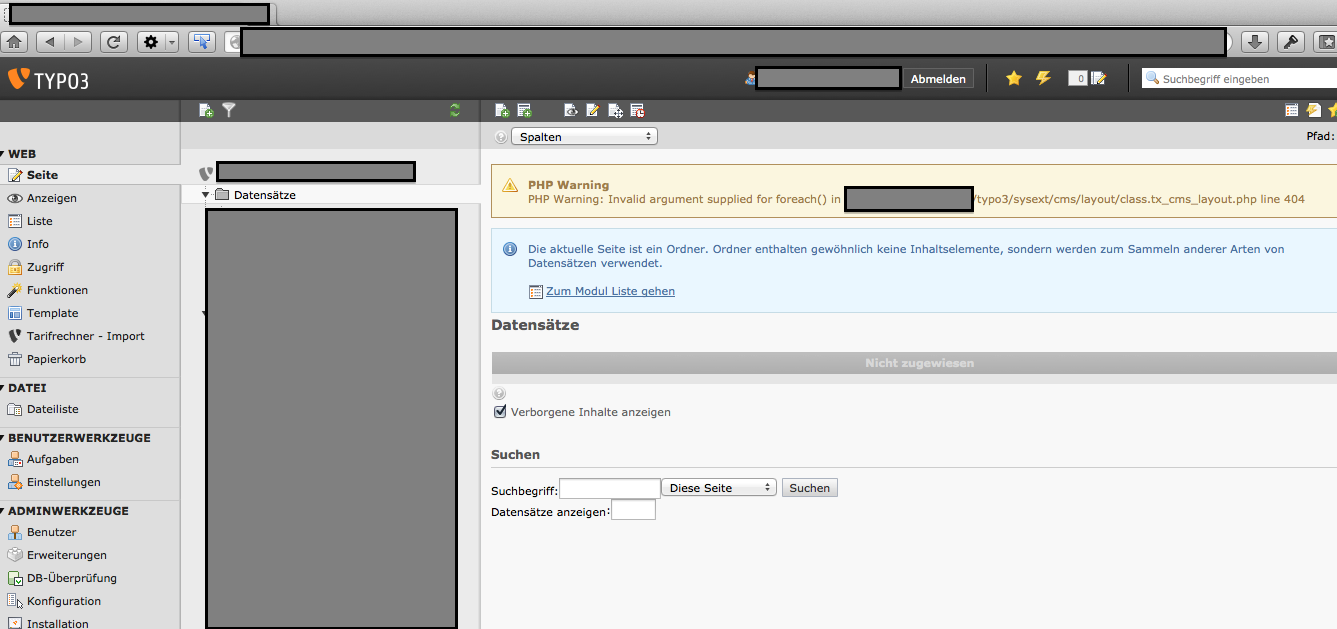 TYPO3
Abmelden
0
Suchbegriff eingeben
Spalten
Pfad:
WEB
Seite
Anzeigen
Liste
Info
Zugriff
Funktionen
Template
Tarifrechner - Import
Papierkorb
DATEI
Dateiliste
BENUTZERWERKZEUGE
Aufgaben
Einstellungen
ADMINWERKZEUGE
Benutzer
Erweiterungen
DB-Überprüfung
Konfiguration
Installation
Datensätze
PHP Warning
PHP Warning: Invalid argument supplied for foreach() in /typo3/sysext/cms/layout/class.tx_cms_layout.php line 404
Die aktuelle Seite ist ein Ordner. Ordner enthalten gewöhnlich keine Inhaltselemente, sondern werden zum Sammeln anderer Arten von
Datensätzen verwendet.
Zum Modul Liste gehen
Datensätze
Nicht zugewiesen
Verborgene Inhalte anzeigen
Suchen
Suchbegriff: Diese Seite Suchen
Datensätze anzeigen: